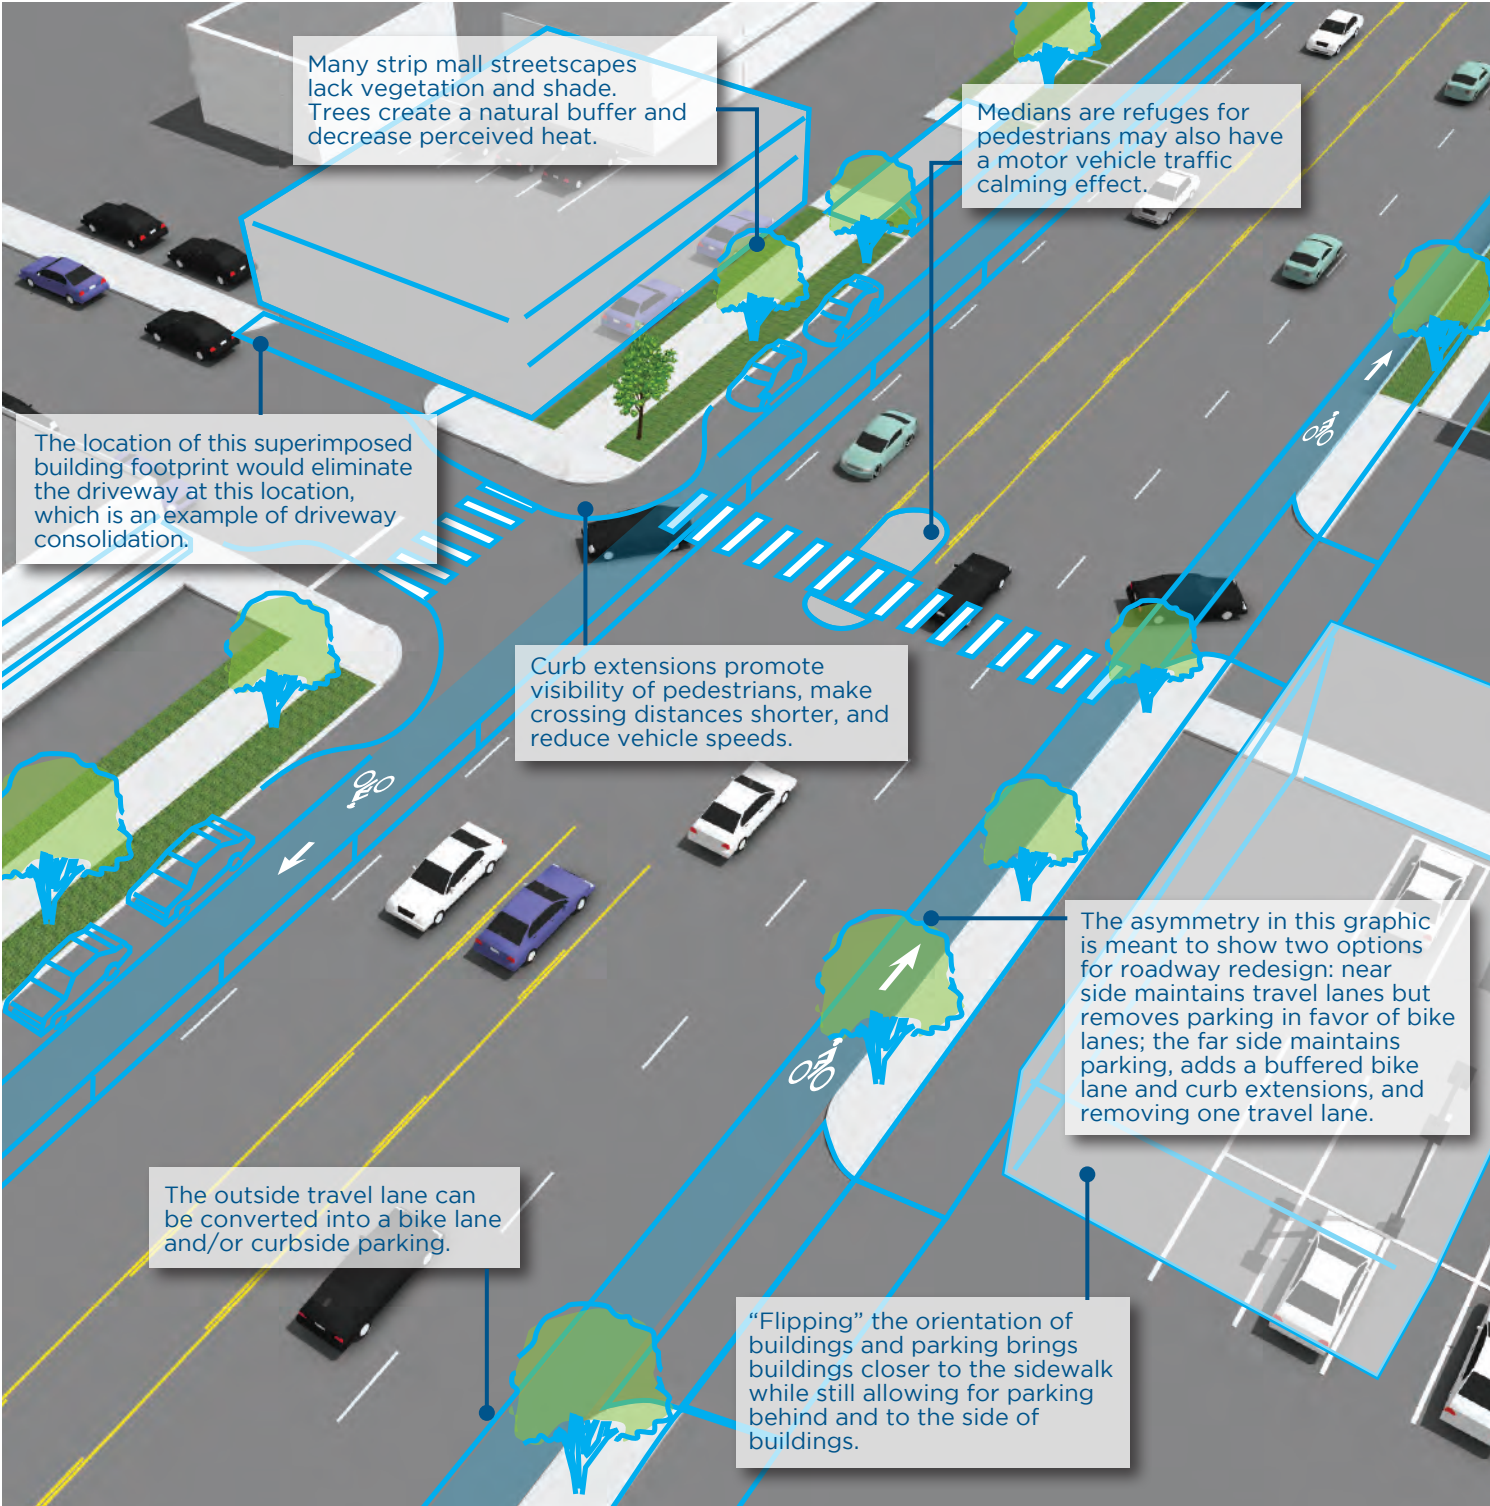 Many strip mall streetscapes
lack vegetation and shade.
Trees create a natural buffer and
decrease perceived heat.
Medians are refuges for
pedestrians may also have
a motor vehicle traffic
calming effect.
The location of this superimposed
building footprint would eliminate
the driveway at this location,
which is an example of driveway
consolidation.
Curb extensions promote
visibility of pedestrians, make
crossing distances shorter, and
reduce vehicle speeds.
The asymmetry in this graphic
is meant to show two options
for roadway redesign: near
side maintains travel lanes but
removes parking in favor of bike
lanes; the far side maintains
parking, adds a buffered bike
lane and curb extensions, and
removing one travel lane.
The outside travel lane can
be converted into a bike lane
and/or curbside parking.
“Flipping” the orientation of
buildings and parking brings
buildings closer to the sidewalk
while still allowing for parking
behind and to the side of
buildings.